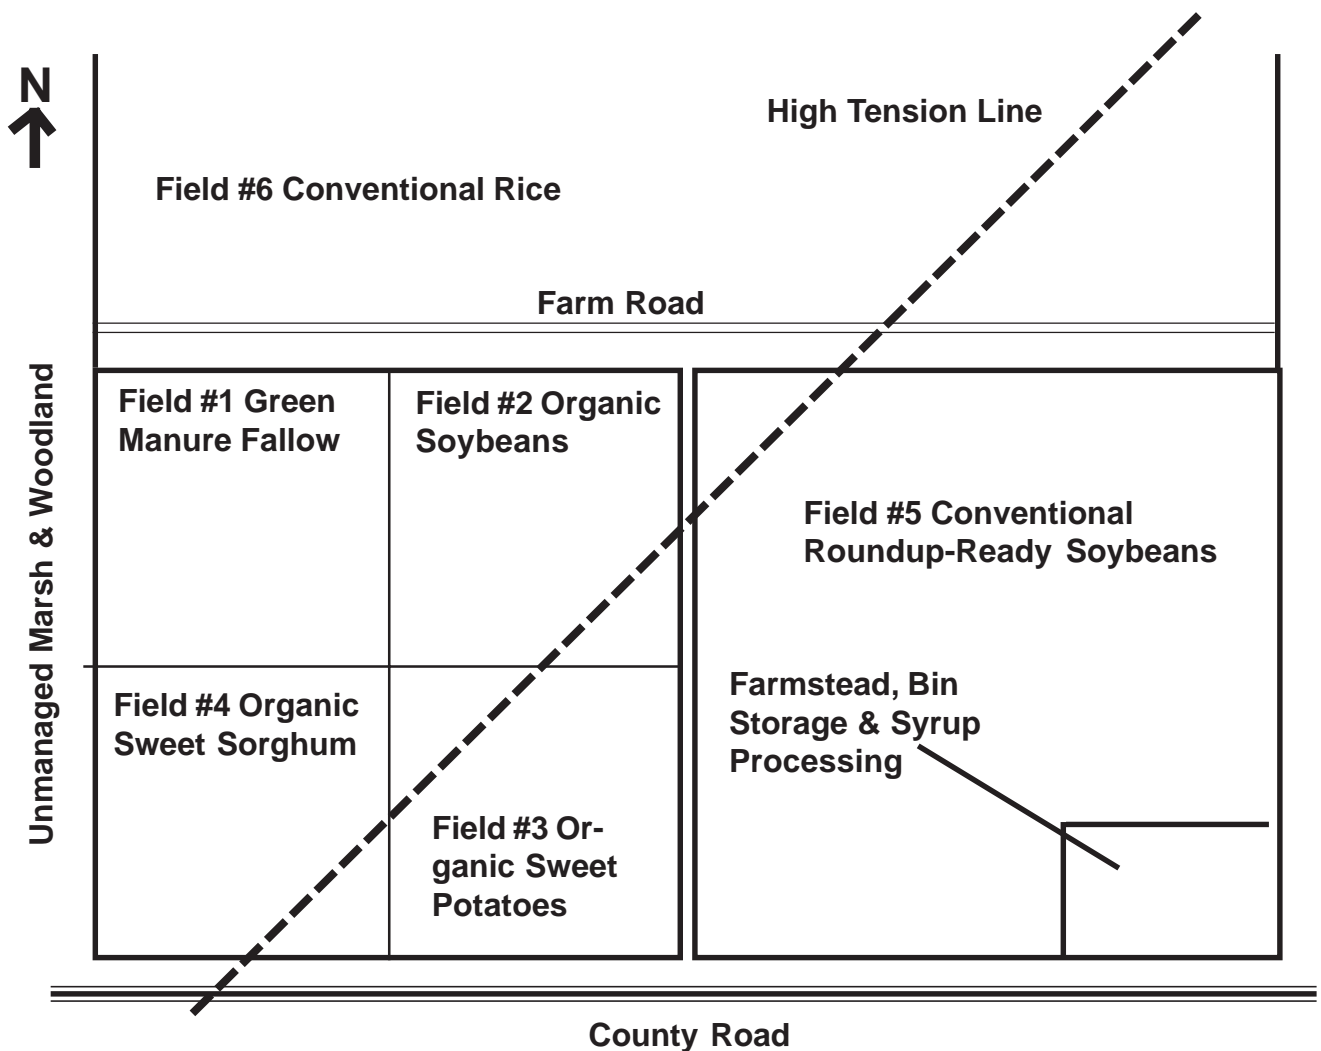 N
High Tension Line
Field #6 Conventional Rice
Farm Road
Unmanaged Marsh & Woodland
Field #1 Green
Manure Fallow
Field #2 Organic
Soybeans
Field #5 Conventional
Roundup-Ready Soybeans
Field #4 Organic
Sweet Sorghum
Farmstead, Bin
Storage & Syrup
Processing
Field #3 Or-
ganic Sweet
Potatoes
County Road